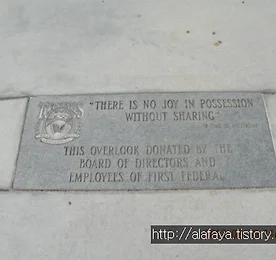 "THERE IS NO JOY IN POSSESSION
WITHOUT SHARING"
THIS OVERLOOK DONATED BY THE
BOARD OF DIRECTORS AND
EMPLOYEES OF FIRST FEDERAL
http://alafaya.tistory.